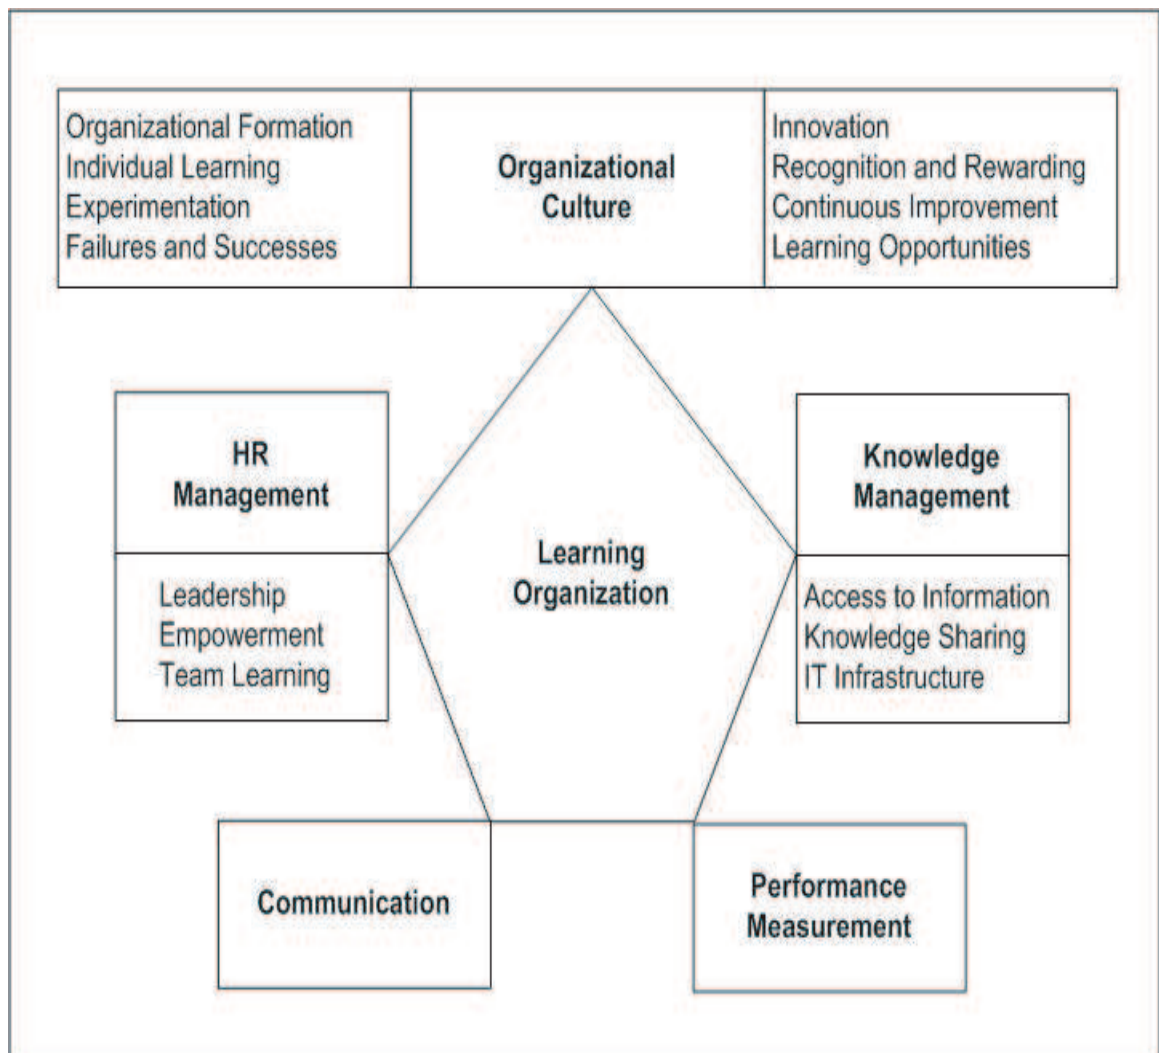 Organizational Formation
Individual Learning
Experimentation
Failures and Successes
Organizational
Culture
Innovation
Recognition and Rewarding
Continuous Improvement
Learning Opportunities
HR
Management
Leadership
Empowerment
Team Learning
Learning
Organization
Knowledge
Management
Access to Information
Knowledge Sharing
IT Infrastructure
Communication
Performance
Measurement